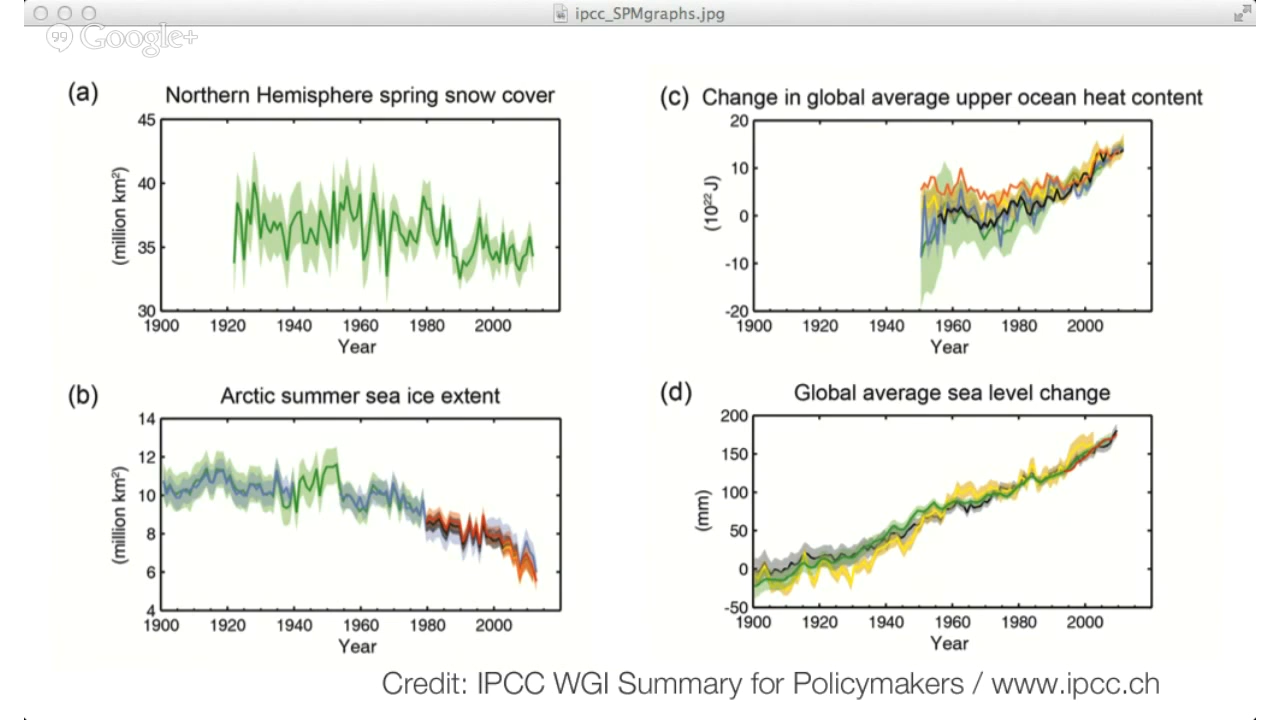 ipcc_SPMgraphs.jpg
Google+
(a)
Northern Hemisphere spring snow cover
45
40
35
30
(million km²)
1900 1920 1940 1960 1980 2000
Year
(c)
Change in global average upper ocean heat content
20
10
0
-10
-20
(10²² J)
1900 1920 1940 1960 1980 2000
Year
(b)
Arctic summer sea ice extent
14
12
10
8
6
4
(million km²)
1900 1920 1940 1960 1980 2000
Year
(d)
Global average sea level change
200
150
100
50
0
-50
(mm)
1900 1920 1940 1960 1980 2000
Year
Credit: IPCC WGI Summary for Policymakers / www.ipcc.ch